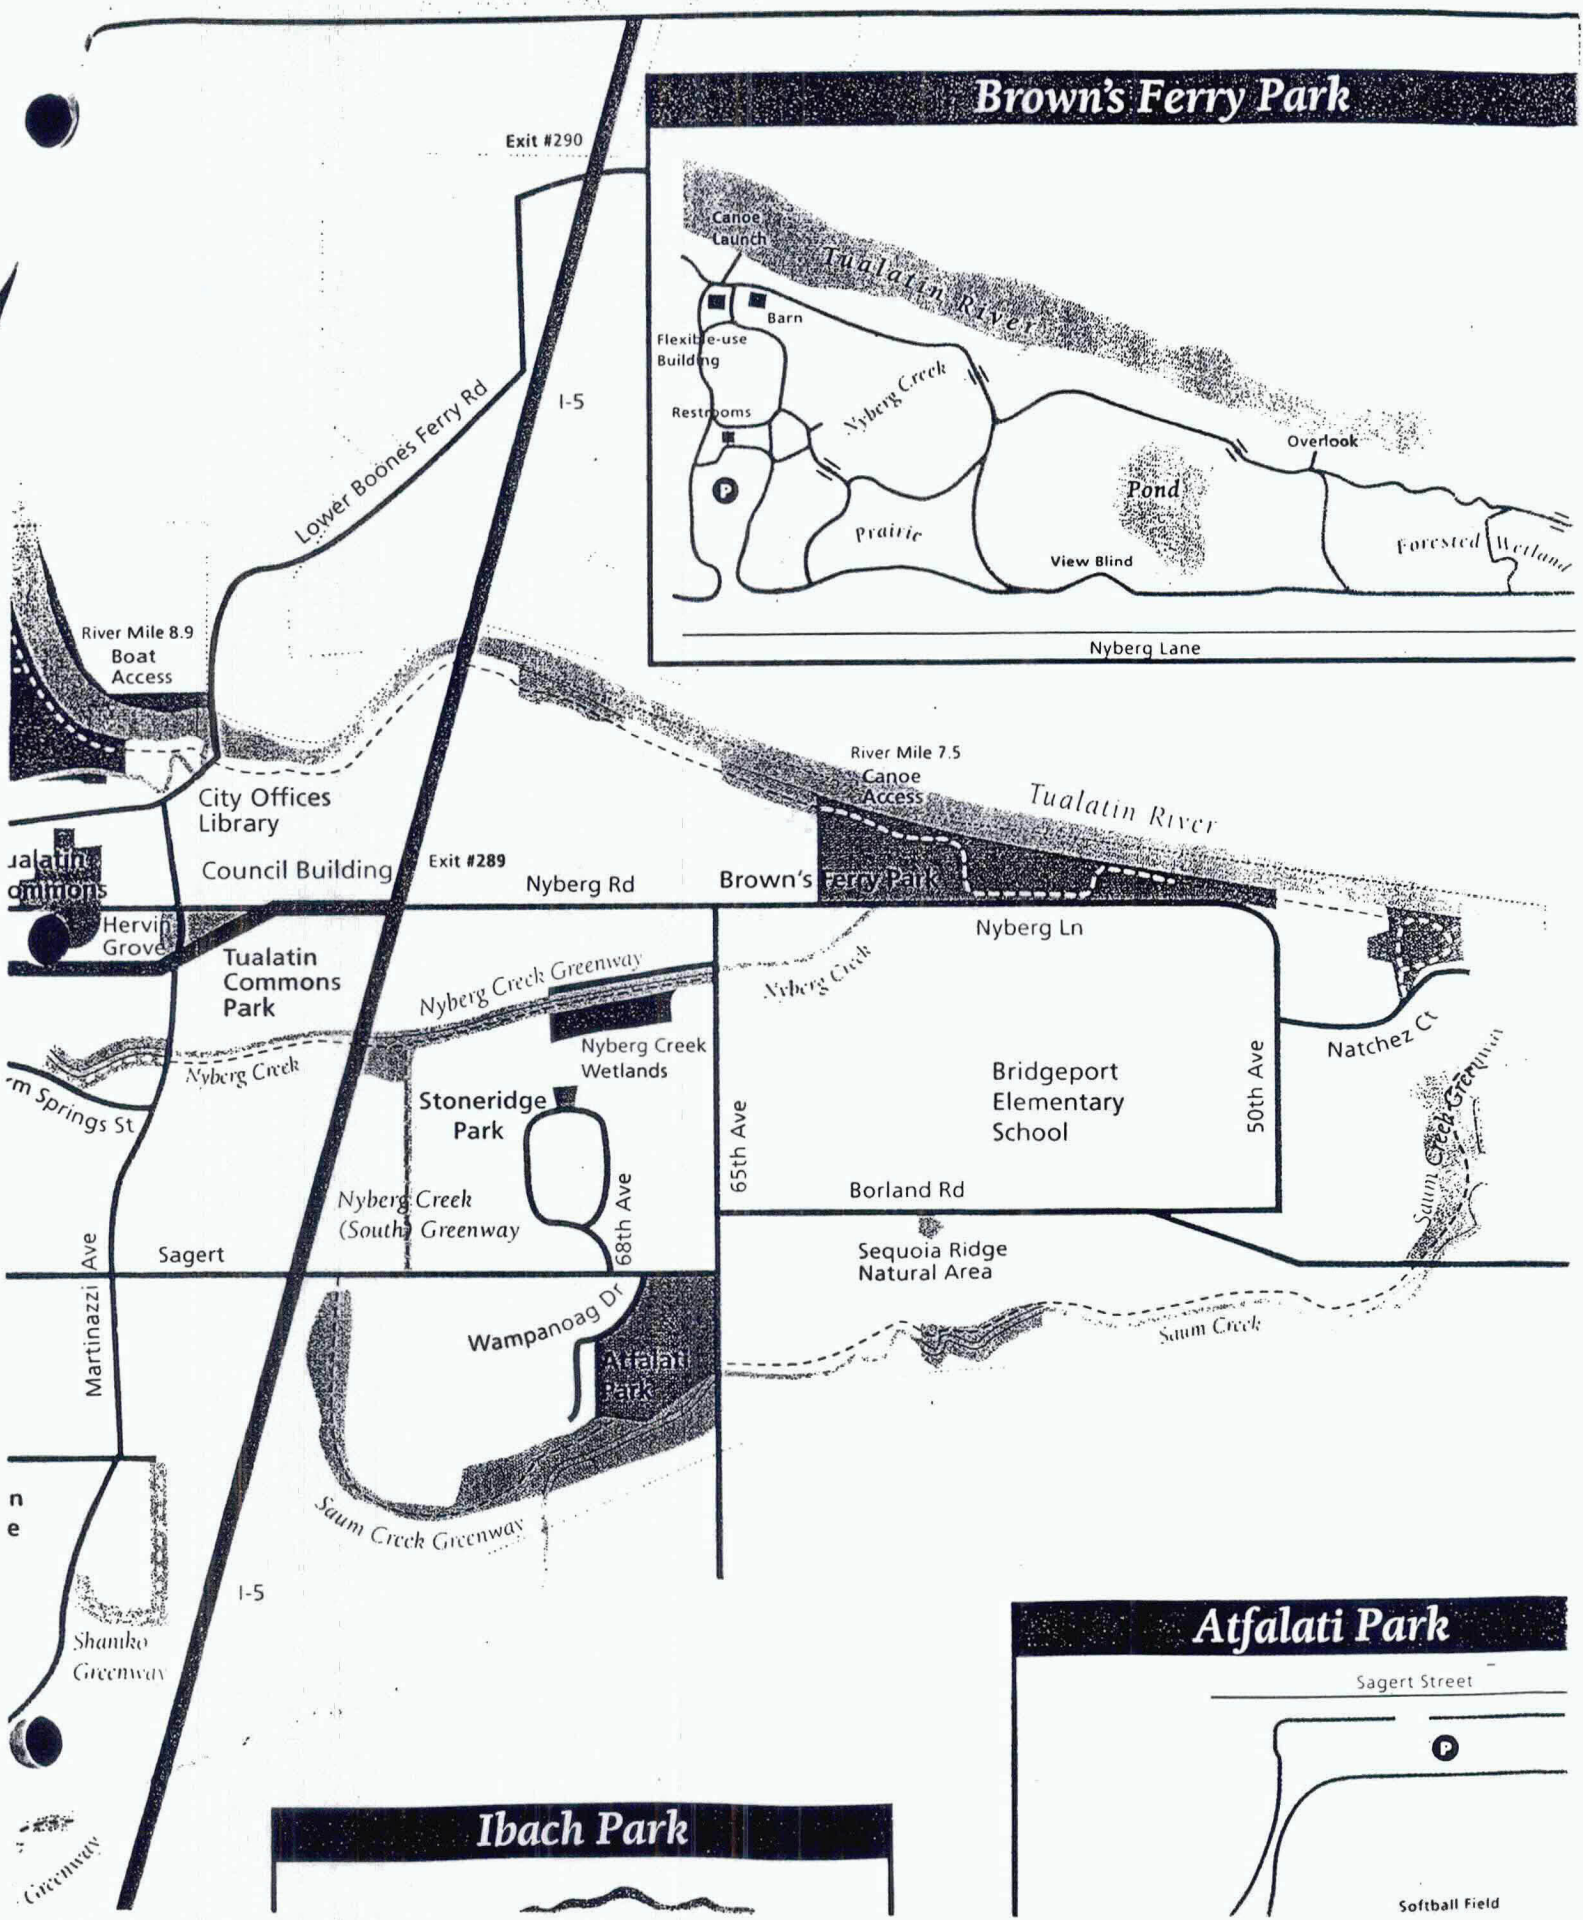 Brown's Ferry Park
Exit #290
Canoe
Launch
Tualatin River
Barn
Flexible-use
Building
Nyberg Creek
I-5
Restrooms
Lower Boones Ferry Rd
Overlook
P
Pond
Prairie
Forested Wetland
View Blind
Nyberg Lane
River Mile 8.9
Boat
Access
River Mile 7.5
Canoe
Access
Tualatin River
City Offices
Library
ualatin
ommons
Council Building
Exit #289
Nyberg Rd
Brown's Ferry Park
Hervin
Grove
Nyberg Ln
Tualatin
Commons
Park
Nyberg Creek Greenway
Nyberg Creek
Natchez Ct
Nyberg Creek
Nyberg Creek
Wetlands
m Springs St
Stoneridge
Park
Bridgeport
Elementary
School
50th Ave
65th Ave
Saum Creek Greenway
Nyberg Creek
(South) Greenway
68th Ave
Borland Rd
Martinazzi Ave
Sagert
Sequoia Ridge
Natural Area
Wampanoag Dr
Saum Creek
Atfalati
Park
n
e
Saum Creek Greenway
I-5
Shaniko
Greenway
Atfalati Park
Sagert Street
P
Ibach Park
Greenway
Softball Field